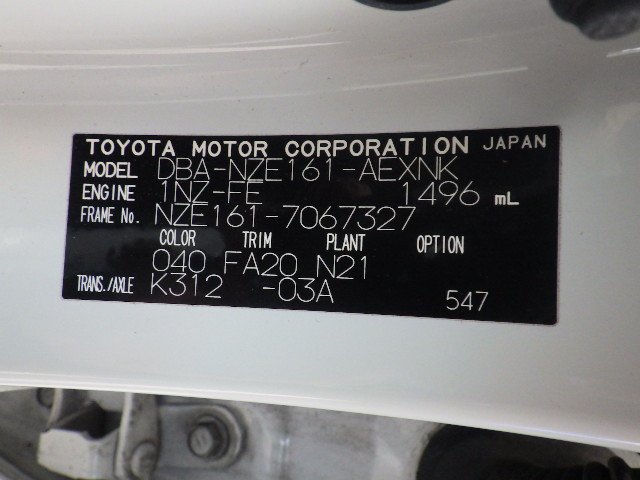 TOYOTA MOTOR CORPORATION JAPAN
MODEL DBA-NZE161-AEXNK
ENGINE 1NZ-FE 1496 mL
FRAME No. NZE161-7067327
COLOR TRIM PLANT OPTION
040 FA20 N21
TRANS./AXLE K312 -03A 547